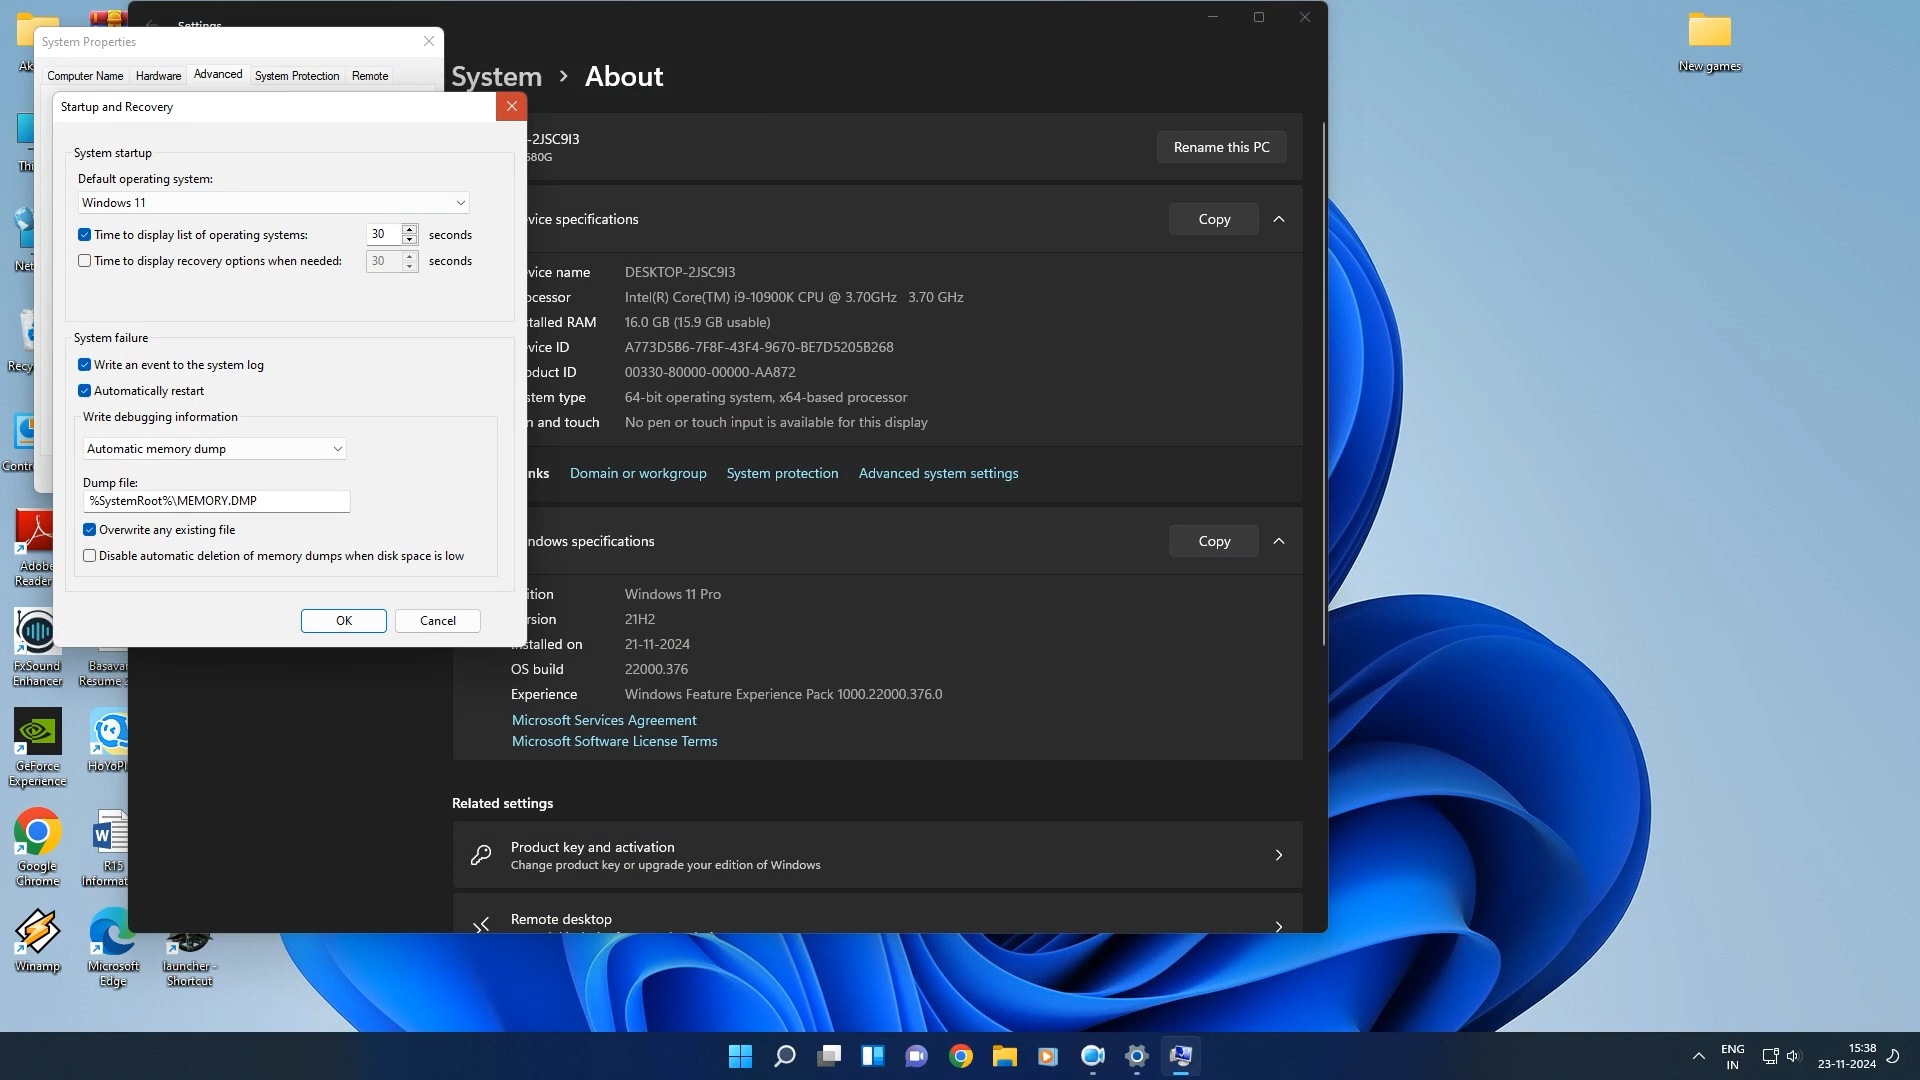 Settings
System Properties
Computer Name
Hardware
Advanced
System Protection
Remote
Startup and Recovery
System startup
Default operating system:
Windows 11
Time to display list of operating systems: 30 seconds
Time to display recovery options when needed: 30 seconds
System failure
Write an event to the system log
Automatically restart
Write debugging information
Automatic memory dump
Dump file:
%SystemRoot%\MEMORY.DMP
Overwrite any existing file
Disable automatic deletion of memory dumps when disk space is low
OK
Cancel
System > About
-2JSC9I3
680G
Rename this PC
vice specifications
Copy
vice name DESKTOP-2JSC9I3
ocessor Intel(R) Core(TM) i9-10900K CPU @ 3.70GHz 3.70 GHz
talled RAM 16.0 GB (15.9 GB usable)
vice ID A773D5B6-7F8F-43F4-9670-BE7D5205B268
oduct ID 00330-80000-00000-AA872
stem type 64-bit operating system, x64-based processor
n and touch No pen or touch input is available for this display
nks Domain or workgroup System protection Advanced system settings
ndows specifications
Copy
ition Windows 11 Pro
rsion 21H2
nstalled on 21-11-2024
OS build 22000.376
Experience Windows Feature Experience Pack 1000.22000.376.0
Microsoft Services Agreement
Microsoft Software License Terms
Related settings
Product key and activation
Change product key or upgrade your edition of Windows
Remote desktop
New games
Ak
Thi
Net
Recy
Contr
Adobe
Reader
FxSound
Enhancer
Basava
Resume 2
GeForce
Experience
HoYoPl
Google
Chrome
R15
Informat
Winamp
Microsoft
Edge
launcher -
Shortcut
ENG
IN
15:38
23-11-2024